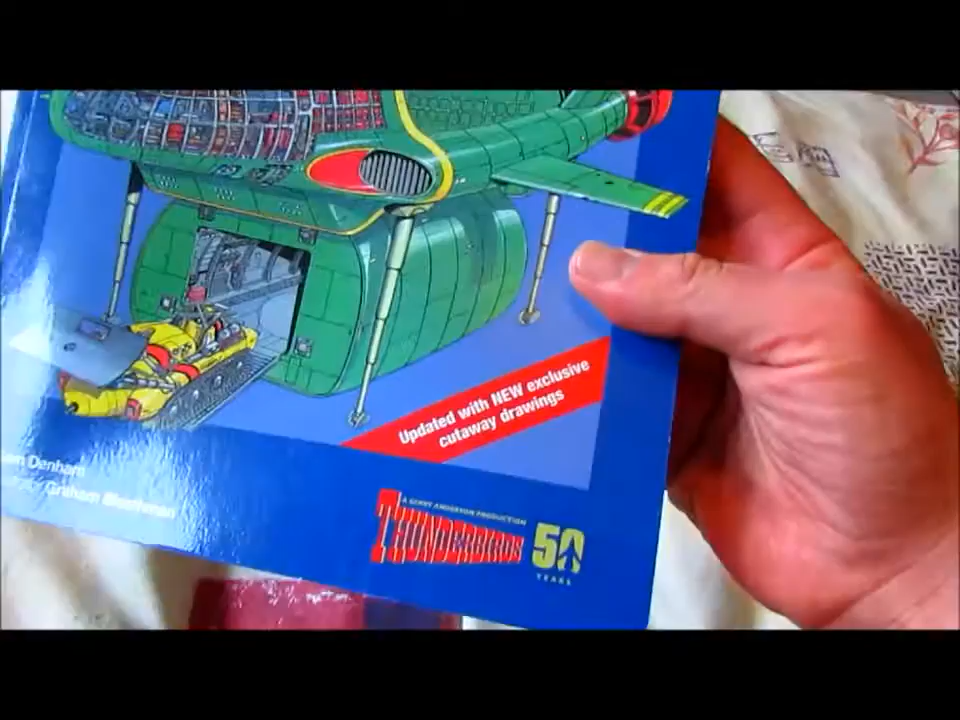 Updated with NEW exclusive
cutaway drawings
Denham
Graham Bleathman
A GERRY ANDERSON PRODUCTION
THUNDERBIRDS
50
YEARS